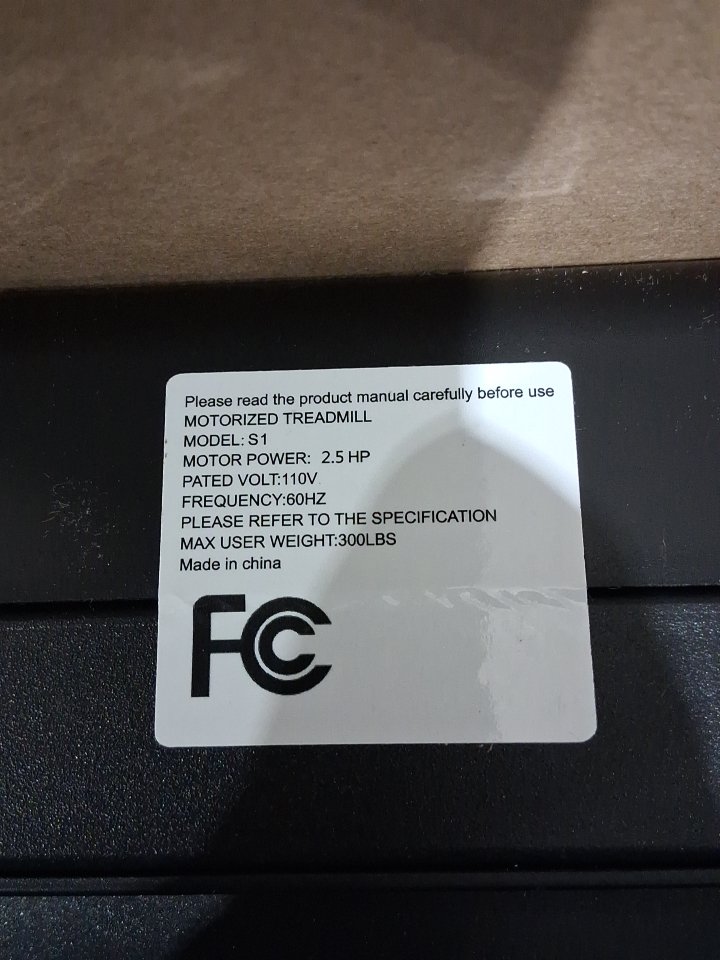 Please read the product manual carefully before use
MOTORIZED TREADMILL
MODEL: S1
MOTOR POWER: 2.5 HP
PATED VOLT:110V
FREQUENCY:60HZ
PLEASE REFER TO THE SPECIFICATION
MAX USER WEIGHT:300LBS
Made in china
FC